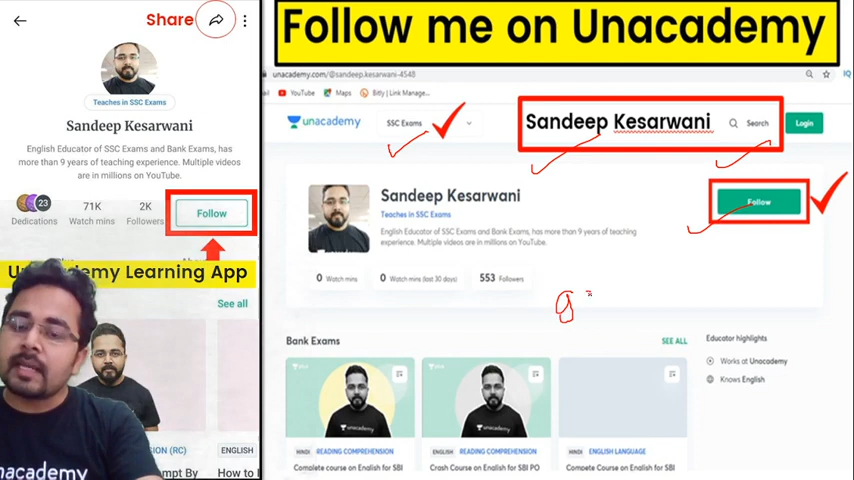 Share
Follow me on Unacademy
Teaches in SSC Exams
Sandeep Kesarwani
English Educator of SSC Exams and Bank Exams, has
more than 9 years of teaching experience. Multiple videos
are in millions on YouTube.
23
71K
2K
Dedications
Watch mins
Followers
Follow
Unacademy Learning App
See all
ENGLISH
How to
unacademy
unacademy.com/@sandeep.kesarwani-4548
YouTube
Maps
Bitly | Link Manage...
unacademy
SSC Exams
Sandeep Kesarwani
Search
Login
Sandeep Kesarwani
Teaches in SSC Exams
English Educator of SSC Exams and Bank Exams, has more than 9 years of teaching
experience. Multiple videos are in millions on YouTube.
Follow
0 Watch mins
0 Watch mins (last 30 days)
553 Followers
g
Bank Exams
SEE ALL
Educator highlights
Works at Unacademy
Knows English
unacademy
unacademy
HINDI READING COMPREHENSION
ENGLISH READING COMPREHENSION
HINDI ENGLISH LANGUAGE
Complete course on English for SBI
Crash Course on English for SBI PO
Compete Course on English for SBI